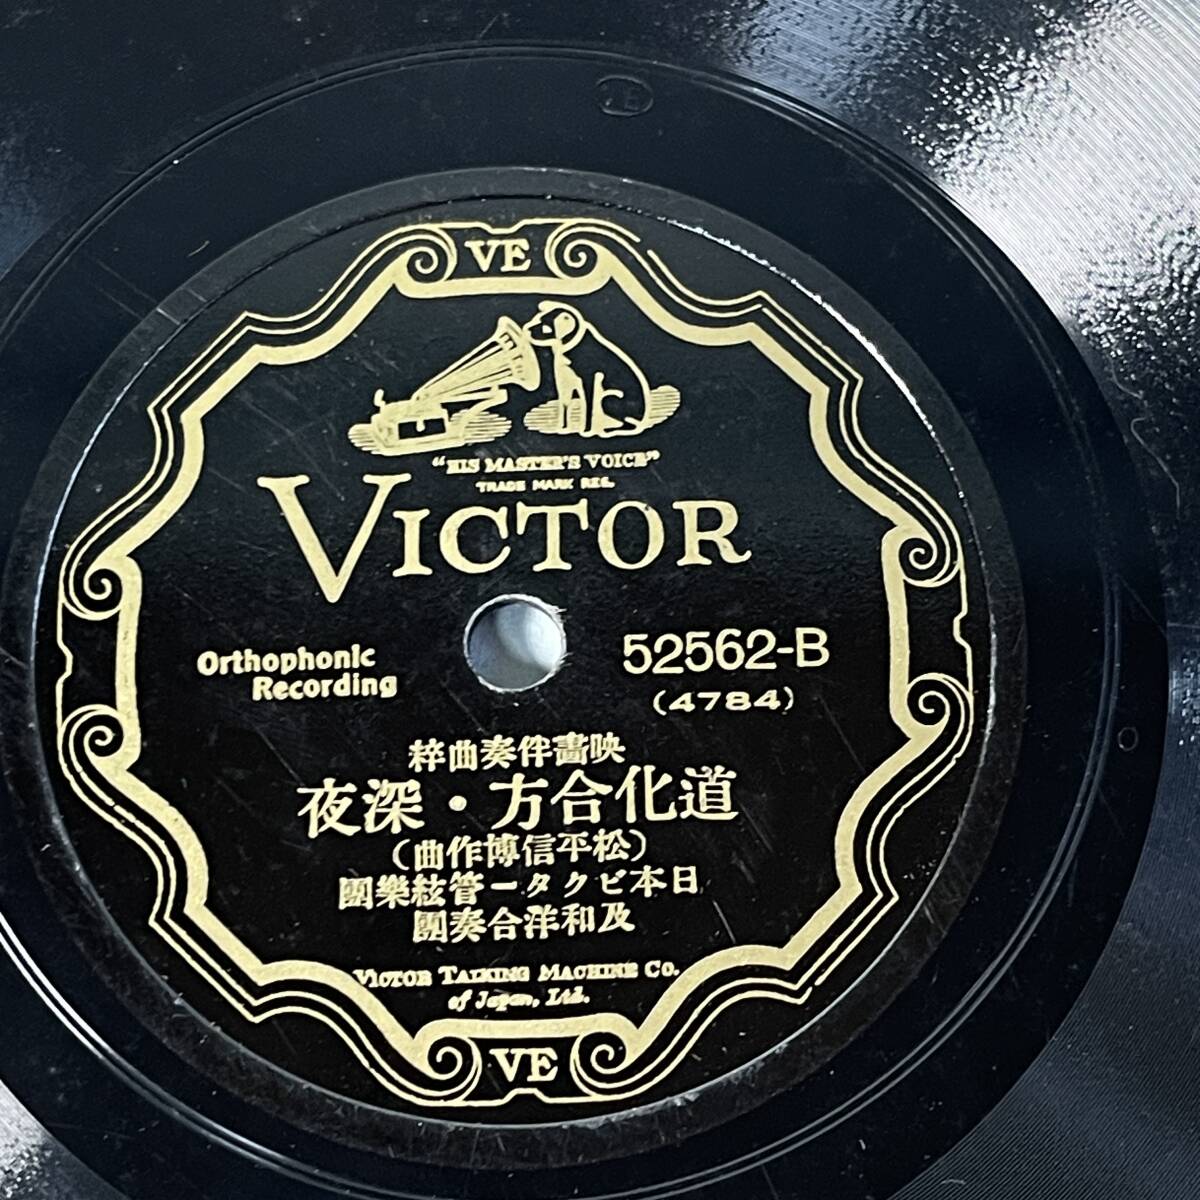 VE
"HIS MASTER'S VOICE"
TRADE MARK REG.
VICTOR
Orthophonic
Recording
52562-B
(4784)
映畫伴奏曲粹
道化合方・深夜
(松平信博作曲)
日本ビクター管絃樂團
及和洋合奏團
VICTOR TALKING MACHINE CO.
of Japan, Ltd.
VE